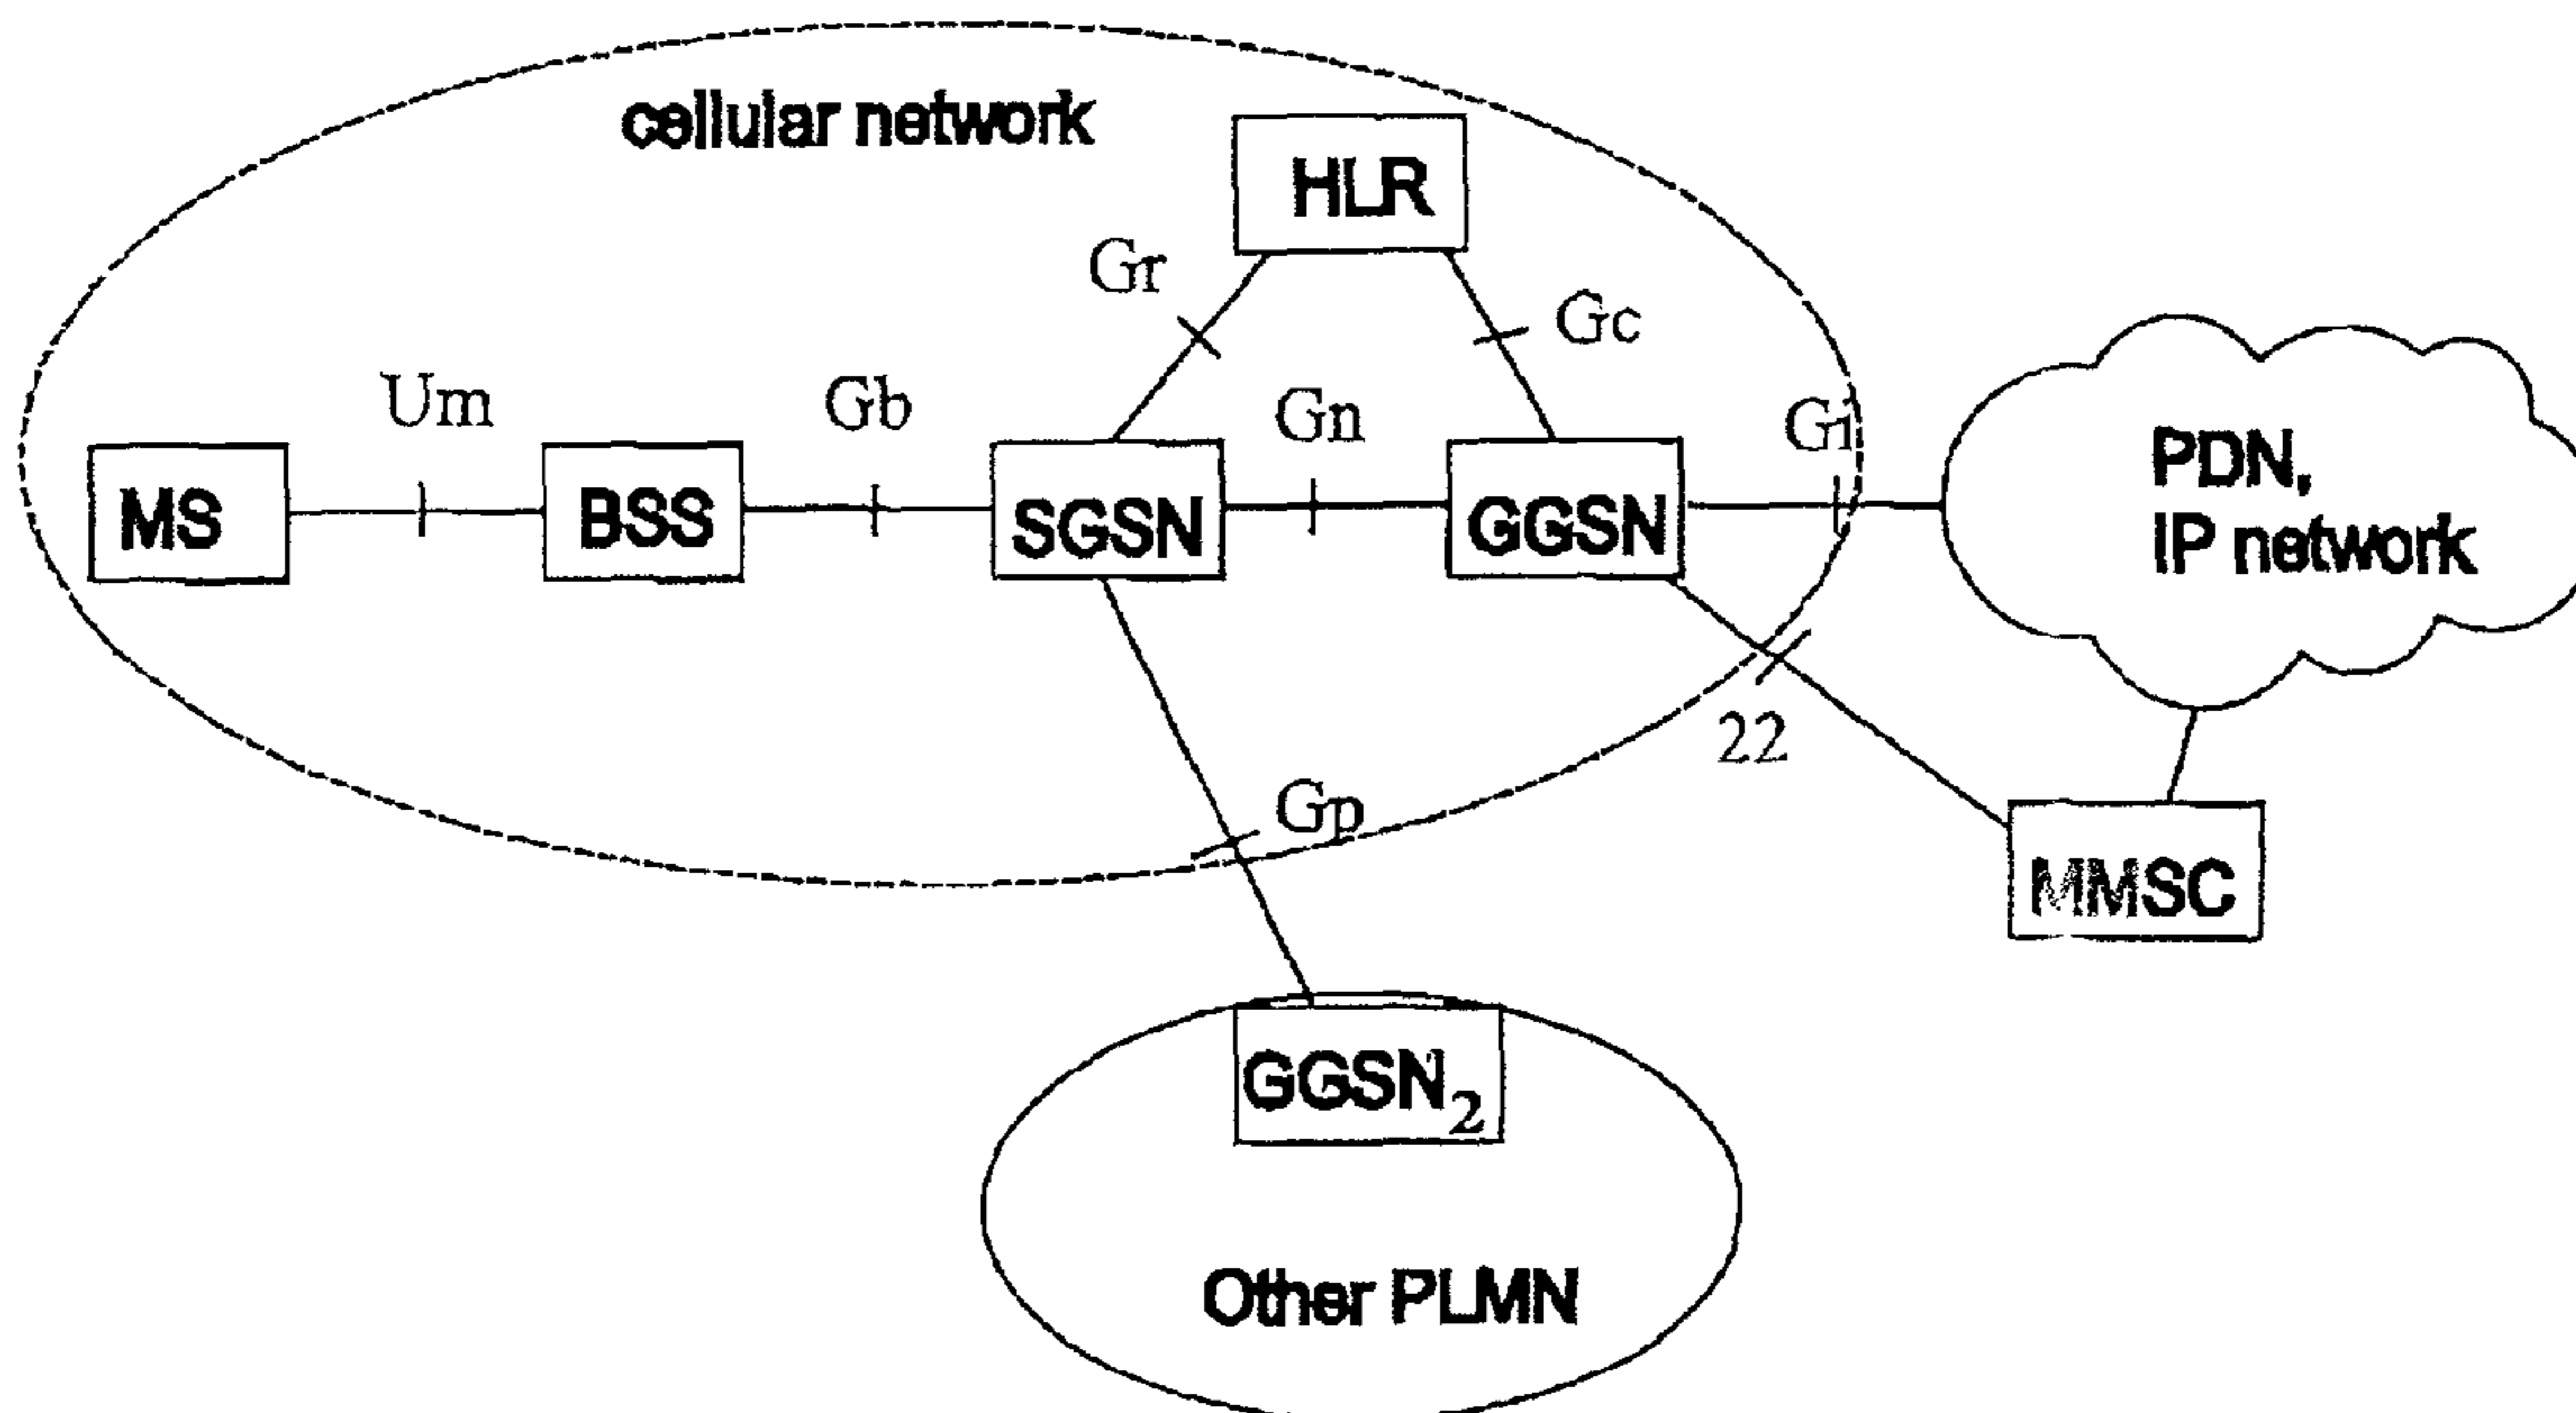 cellular network
HLR
Gr
Gc
Um
Gb
Gn
Gi
MS
BSS
SGSN
GGSN
PDN,
IP network
22
Gp
MMSC
GGSN₂
Other PLMN